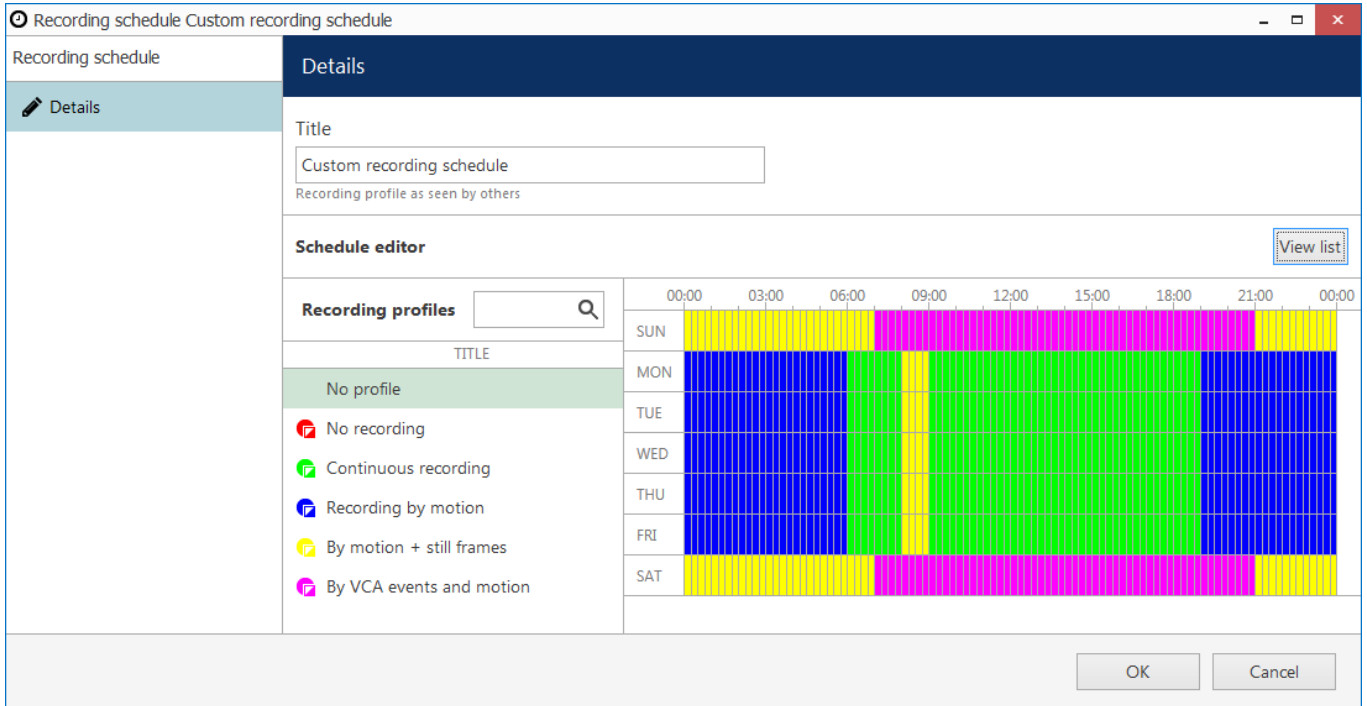 Recording schedule Custom recording schedule
Recording schedule
Details
Details
Title
Custom recording schedule
Recording profile as seen by others
Schedule editor
View list
Recording profiles
TITLE
No profile
No recording
Continuous recording
Recording by motion
By motion + still frames
By VCA events and motion
00:00 03:00 06:00 09:00 12:00 15:00 18:00 21:00 00:00
SUN
MON
TUE
WED
THU
FRI
SAT
OK
Cancel